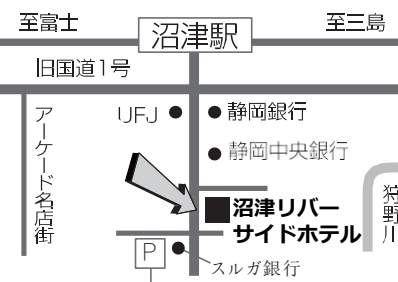 至富士
沼津駅
至三島
旧国道1号
アーケード名店街
UFJ
静岡銀行
静岡中央銀行
沼津リバー
サイドホテル
狩野川
P
スルガ銀行